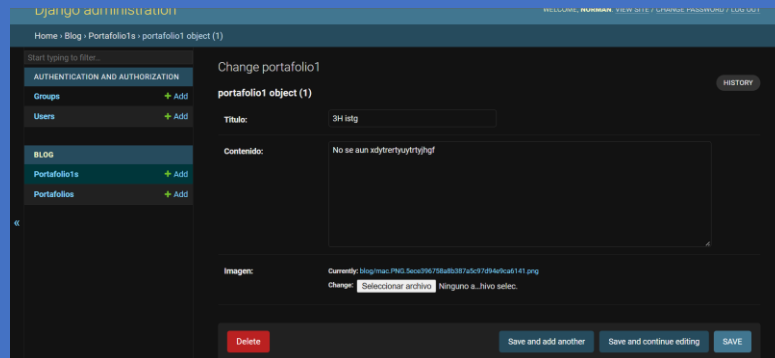 Django administration
WELCOME, NORMAN. VIEW SITE / CHANGE PASSWORD / LOG OUT
Home › Blog › Portafolio1s › portafolio1 object (1)
Start typing to filter...
AUTHENTICATION AND AUTHORIZATION
Groups + Add
Users + Add
BLOG
Portafolio1s + Add
Portafolios + Add
«
Change portafolio1
HISTORY
portafolio1 object (1)
Titulo: 3H istg
Contenido: No se aun xdytrertyuytrtyjhgf
Imagen: Currently: blog/mac.PNG.5ece396758a8b387a5c97d94e9ca6141.png
Change: Seleccionar archivo Ninguno a...hivo selec.
Delete Save and add another Save and continue editing SAVE